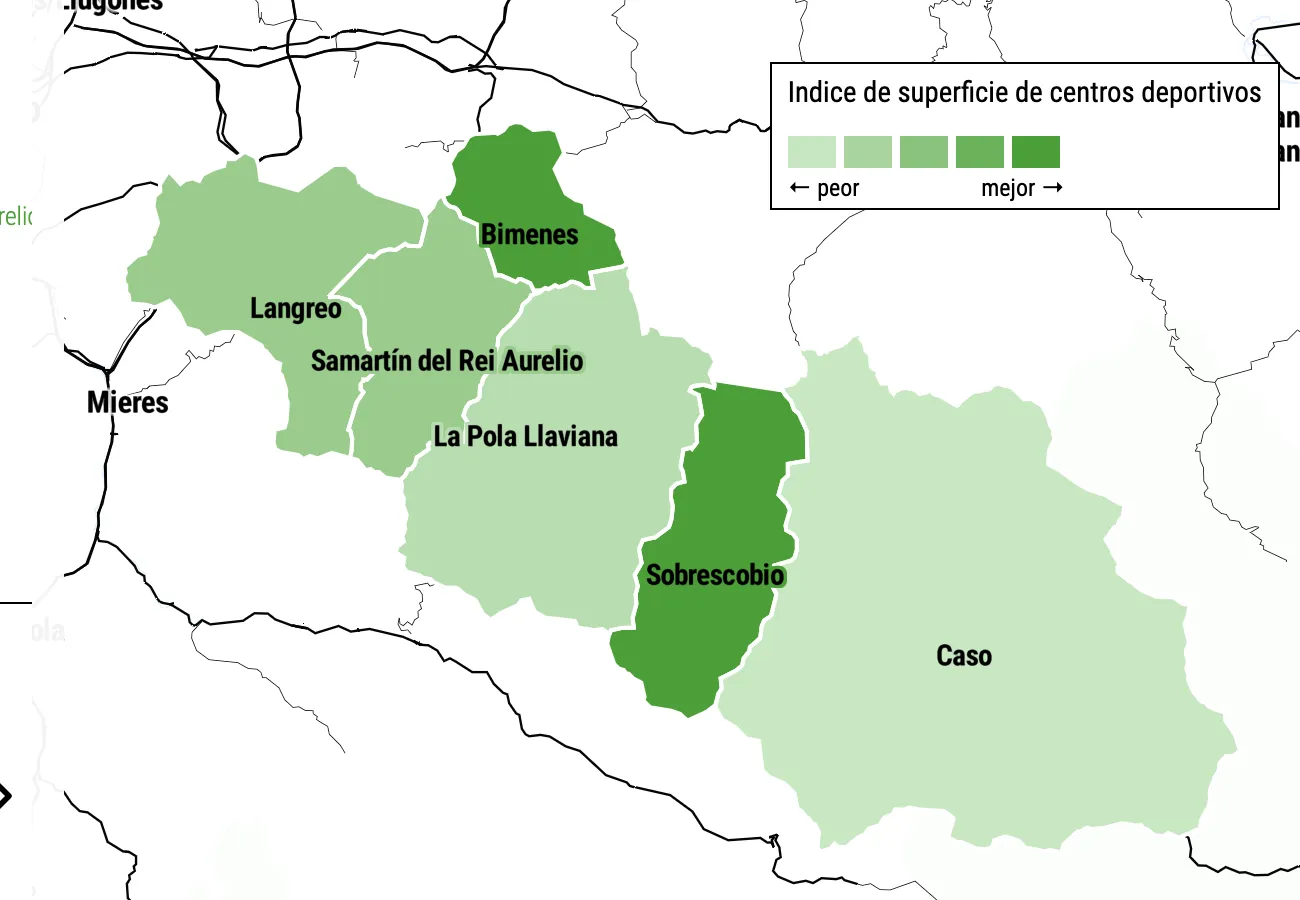 Indice de superficie de centros deportivos
← peor
mejor →
Bimenes
Langreo
Samartín del Rei Aurelio
Mieres
La Pola Llaviana
Sobrescobio
Caso